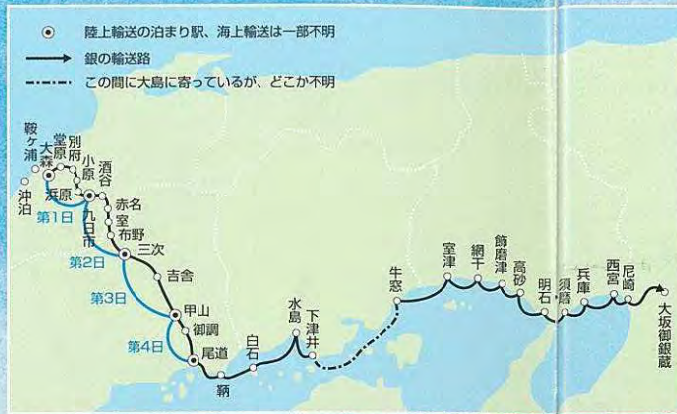 陸上輸送の泊まり駅、海上輸送は一部不明
銀の輸送路
この間に大島に寄っているが、どこか不明
鞆ヶ浦
沖泊
大森
堂原
別府
小原
酒谷
浜原
九日市
赤名
室
布野
三次
吉舎
甲山
御調
尾道
第1日
第2日
第3日
第4日
鞆
白石
水島
下津井
牛窓
室津
網干
飾磨津
高砂
明石
須磨
兵庫
西宮
尼崎
大坂御銀蔵